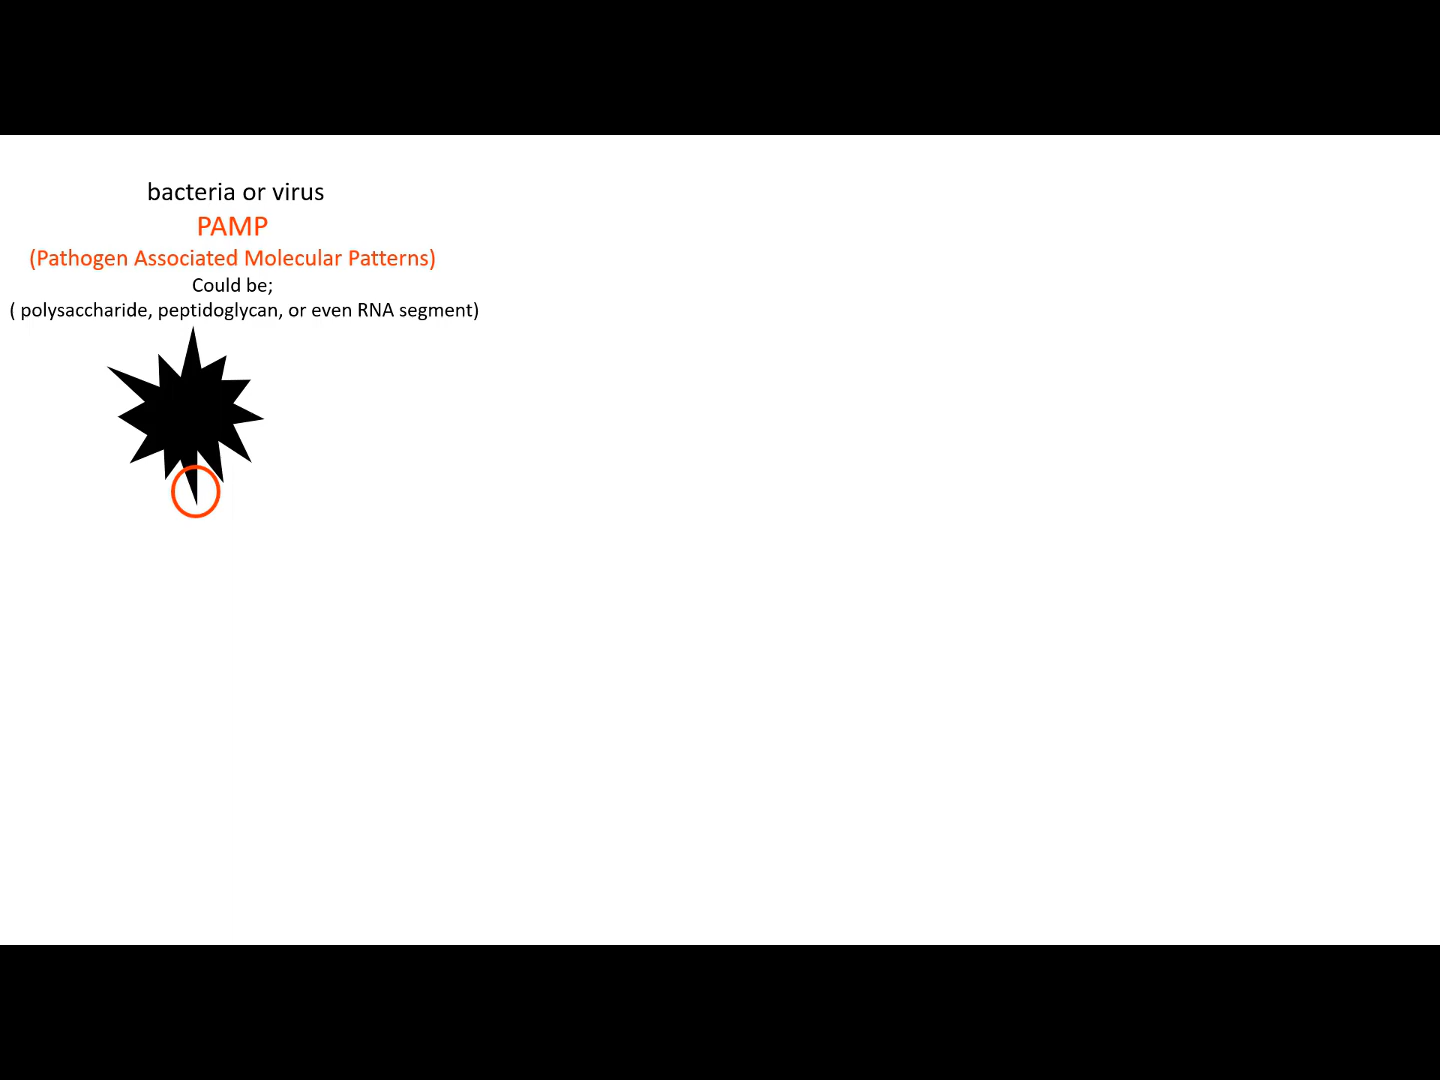 bacteria or virus
PAMP
(Pathogen Associated Molecular Patterns)
Could be;
( polysaccharide, peptidoglycan, or even RNA segment)